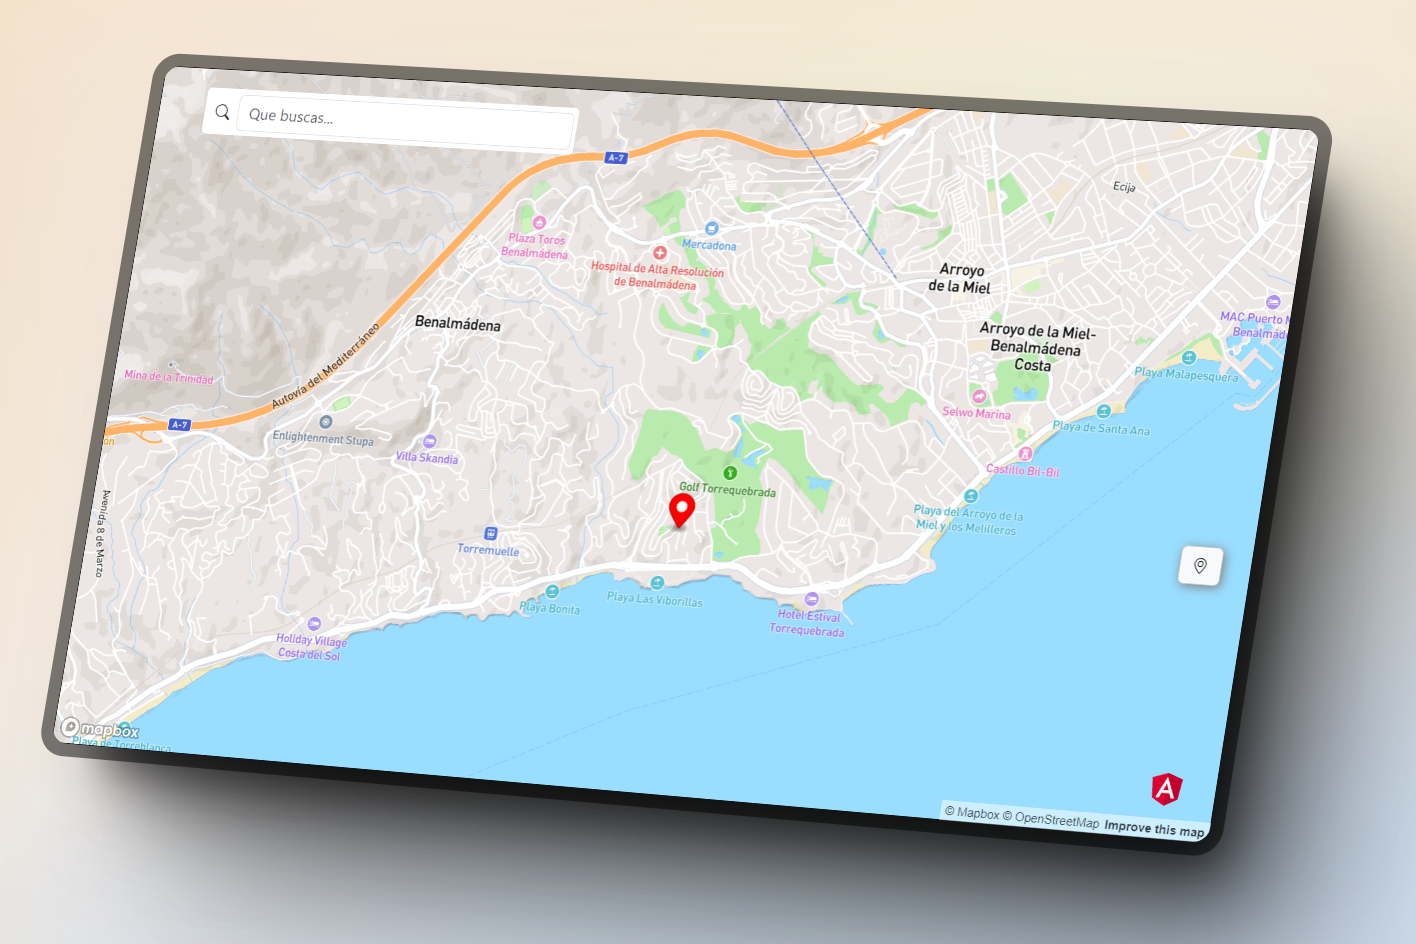 Que buscas...
A-7
Ecija
Plaza Toros
Benalmádena
Mercadona
Hospital de Alta Resolución
de Benalmádena
Arroyo
de la Miel
Benalmádena
MAC Puerto
Arroyo de la Miel-
Benalmádena
Costa
Autovía del Mediterráneo
Mina de la Trinidad
Playa Malapesquera
Selwo Marina
Playa de Santa Ana
A-7
Enlightenment Stupa
Villa Skandia
Castillo Bil-Bil
Golf Torrequebrada
Avenida 8 de Marzo
Playa del Arroyo de la
Miel y los Melilleros
Torremuelle
Playa Bonita
Playa Las Viborillas
Hotel Estival
Torrequebrada
Holiday Village
Costa del Sol
mapbox
Playa de Torreblanca
A
© Mapbox © OpenStreetMap Improve this map